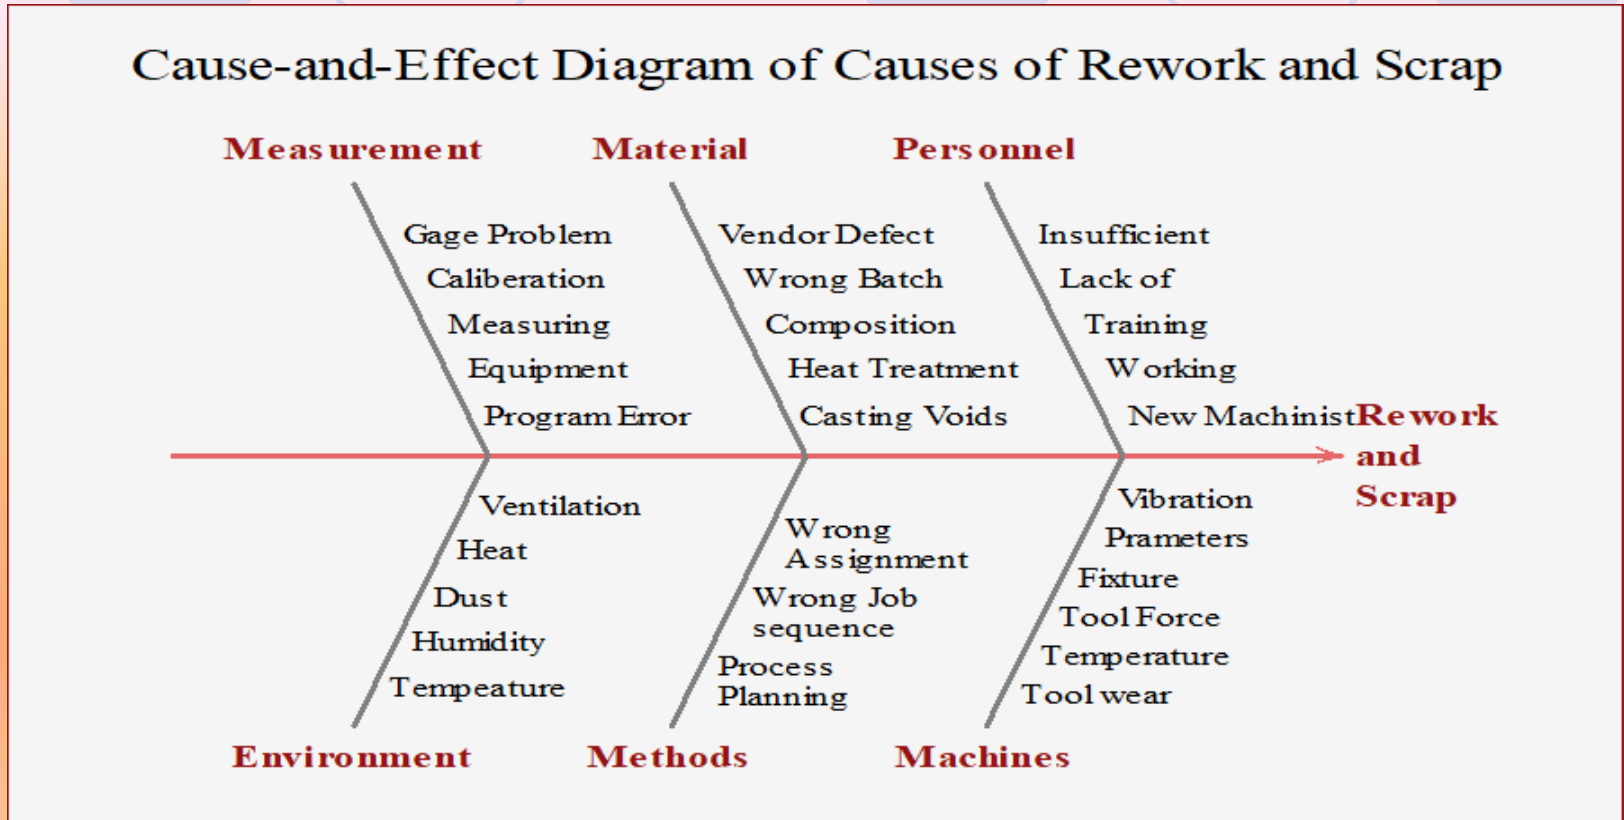 Cause-and-Effect Diagram of Causes of Rework and Scrap
Measurement
Gage Problem
Caliberation
Measuring
Equipment
Program Error
Material
Vendor Defect
Wrong Batch
Composition
Heat Treatment
Casting Voids
Personnel
Insufficient
Lack of
Training
Working
New Machinist
Rework
and
Scrap
Ventilation
Heat
Dust
Humidity
Tempeature
Environment
Wrong
Assignment
Wrong Job
sequence
Process
Planning
Methods
Vibration
Prameters
Fixture
Tool Force
Temperature
Tool wear
Machines